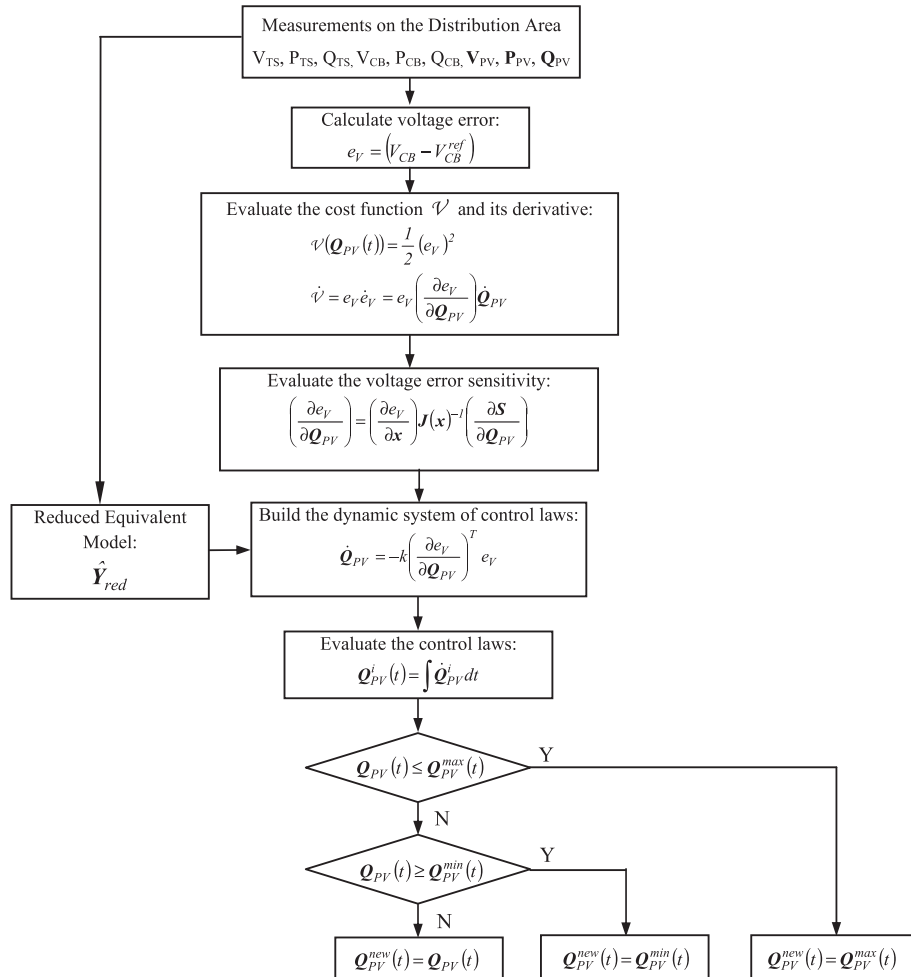 Measurements on the Distribution Area
V_TS, P_TS, Q_TS, V_CB, P_CB, Q_CB, V_PV, P_PV, Q_PV
Calculate voltage error:
e_V = (V_CB − V_CB^ref)
Evaluate the cost function 𝒱 and its derivative:
𝒱(Q_PV(t)) = 1/2 (e_V)^2
𝒱̇ = e_V ė_V = e_V (∂e_V/∂Q_PV) Q̇_PV
Evaluate the voltage error sensitivity:
(∂e_V/∂Q_PV) = (∂e_V/∂x) J(x)^-1 (∂S/∂Q_PV)
Reduced Equivalent
Model:
Ŷ_red
Build the dynamic system of control laws:
Q̇_PV = −k (∂e_V/∂Q_PV)^T e_V
Evaluate the control laws:
Q_PV^i(t) = ∫ Q̇_PV^i dt
Q_PV(t) ≤ Q_PV^max(t)
Y
N
Q_PV(t) ≥ Q_PV^min(t)
Y
N
Q_PV^new(t) = Q_PV(t)
Q_PV^new(t) = Q_PV^min(t)
Q_PV^new(t) = Q_PV^max(t)